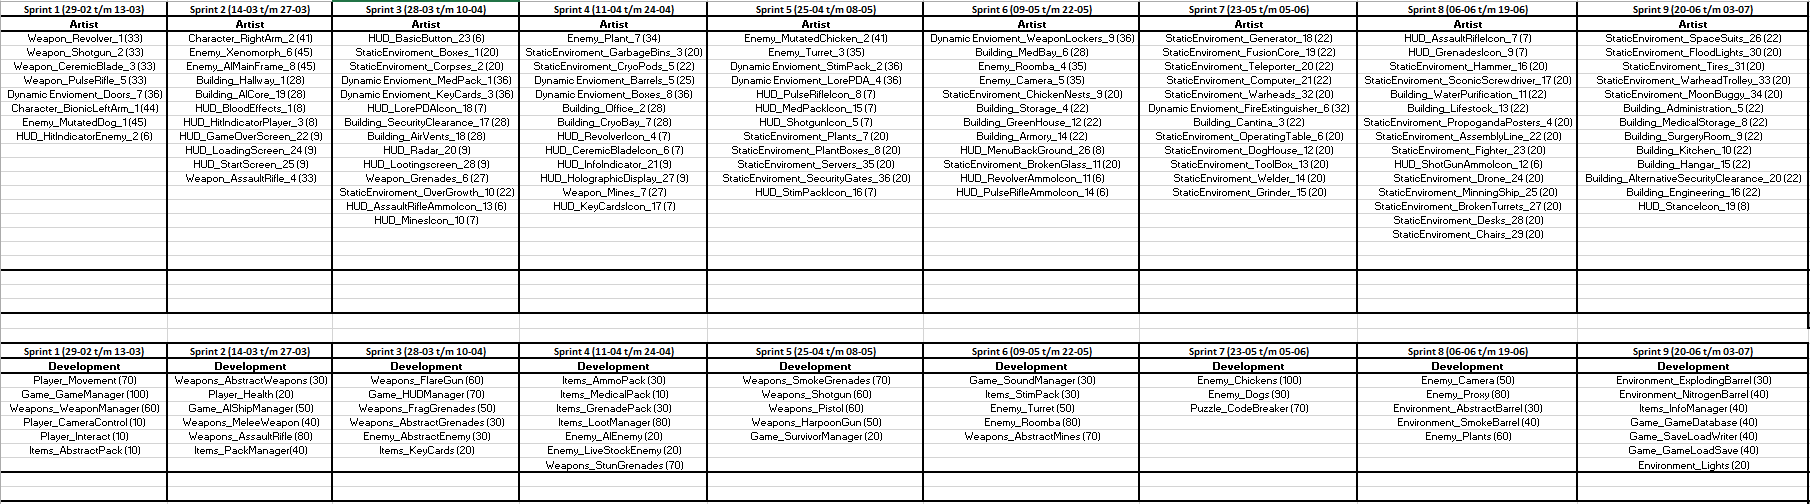 Sprint 1 (29-02 t/m 13-03) Sprint 2 (14-03 t/m 27-03) Sprint 3 (28-03 t/m 10-04) Sprint 4 (11-04 t/m 24-04) Sprint 5 (25-04 t/m 08-05) Sprint 6 (09-05 t/m 22-05) Sprint 7 (23-05 t/m 05-06) Sprint 8 (06-06 t/m 19-06) Sprint 9 (20-06 t/m 03-07)
Artist Artist Artist Artist Artist Artist Artist Artist Artist
Weapon_Revolver_1 (33) Character_RightArm_2 (41) HUD_BasicButton_23 (6) Enemy_Plant_7 (34) Enemy_MutatedChicken_2 (41) Dynamic Envioment_WeaponLockers_9 (36) StaticEnviroment_Generator_18 (22) HUD_AssaultRifleIcon_7 (7) StaticEnviroment_SpaceSuits_26 (22)
Weapon_Shotgun_2 (33) Enemy_Xenomorph_6 (45) StaticEnviroment_Boxes_1 (20) StaticEnviroment_GarbageBins_3 (20) Enemy_Turret_3 (35) Building_MedBay_6 (28) StaticEnviroment_FusionCore_19 (22) HUD_GrenadesIcon_9 (7) StaticEnviroment_FloodLights_30 (20)
Weapon_CeremicBlade_3 (33) Enemy_AIMainFrame_8 (45) StaticEnviroment_Corpses_2 (20) StaticEnviroment_CryoPods_5 (22) Dynamic Envioment_StimPack_2 (36) Enemy_Roomba_4 (35) StaticEnviroment_Teleporter_20 (22) StaticEnviroment_Hammer_16 (20) StaticEnviroment_Tires_31 (20)
Weapon_PulseRifle_5 (33) Building_Hallway_1 (28) Dynamic Envioment_MedPack_1 (36) Dynamic Envioment_Barrels_5 (25) Dynamic Envioment_LorePDA_4 (36) Enemy_Camera_5 (35) StaticEnviroment_Computer_21 (22) StaticEnviroment_SconicScrewdriver_17 (20) StaticEnviroment_WarheadTrolley_33 (20)
Dynamic Envioment_Doors_7 (36) Building_AICore_19 (28) Dynamic Envioment_KeyCards_3 (36) Dynamic Envioment_Boxes_8 (36) HUD_PulseRifleIcon_8 (7) StaticEnviroment_ChickenNests_9 (20) StaticEnviroment_Warheads_32 (20) Building_WaterPurification_11 (22) StaticEnviroment_MoonBuggy_34 (20)
Character_BionicLeftArm_1 (44) HUD_BloodEffects_1 (8) HUD_LorePDAIcon_18 (7) Building_Office_2 (28) HUD_MedPackIcon_15 (7) Building_Storage_4 (22) Dynamic Envioment_FireExtinguisher_6 (32) Building_Lifestock_13 (22) Building_Administration_5 (22)
Enemy_MutatedDog_1 (45) HUD_HitIndicatorPlayer_3 (8) Building_SecurityClearance_17 (28) Building_CryoBay_7 (28) HUD_ShotgunIcon_5 (7) Building_GreenHouse_12 (22) Building_Cantina_3 (22) StaticEnviroment_PropogandaPosters_4 (20) Building_MedicalStorage_8 (22)
HUD_HitIndicatorEnemy_2 (6) HUD_GameOverScreen_22 (9) Building_AirVents_18 (28) HUD_RevolverIcon_4 (7) StaticEnviroment_Plants_7 (20) Building_Armory_14 (22) StaticEnviroment_OperatingTable_6 (20) StaticEnviroment_AssemblyLine_22 (20) Building_SurgeryRoom_9 (22)
HUD_LoadingScreen_24 (9) HUD_Radar_20 (9) HUD_CeremicBladeIcon_6 (7) StaticEnviroment_PlantBoxes_8 (20) HUD_MenuBackGround_26 (8) StaticEnviroment_DogHouse_12 (20) StaticEnviroment_Fighter_23 (20) Building_Kitchen_10 (22)
HUD_StartScreen_25 (9) HUD_Lootingscreen_28 (9) HUD_InfoIndicator_21 (9) StaticEnviroment_Servers_35 (20) StaticEnviroment_BrokenGlass_11 (20) StaticEnviroment_ToolBox_13 (20) HUD_ShotGunAmmoIcon_12 (6) Building_Hangar_15 (22)
Weapon_AssaultRifle_4 (33) Weapon_Grenades_6 (27) HUD_HolographicDisplay_27 (9) StaticEnviroment_SecurityGates_36 (20) HUD_RevolverAmmoIcon_11 (6) StaticEnviroment_Welder_14 (20) StaticEnviroment_Drone_24 (20) Building_AlternativeSecurityClearance_20 (22)
StaticEnviroment_OverGrowth_10 (22) Weapon_Mines_7 (27) HUD_StimPackIcon_16 (7) HUD_PulseRifleAmmoIcon_14 (6) StaticEnviroment_Grinder_15 (20) StaticEnviroment_MinningShip_25 (20) Building_Engineering_16 (22)
HUD_AssaultRifleAmmoIcon_13 (6) HUD_KeyCardsIcon_17 (7) StaticEnviroment_BrokenTurrets_27 (20) HUD_StanceIcon_19 (8)
HUD_MinesIcon_10 (7) StaticEnviroment_Desks_28 (20)
StaticEnviroment_Chairs_29 (20)
Sprint 1 (29-02 t/m 13-03) Sprint 2 (14-03 t/m 27-03) Sprint 3 (28-03 t/m 10-04) Sprint 4 (11-04 t/m 24-04) Sprint 5 (25-04 t/m 08-05) Sprint 6 (09-05 t/m 22-05) Sprint 7 (23-05 t/m 05-06) Sprint 8 (06-06 t/m 19-06) Sprint 9 (20-06 t/m 03-07)
Development Development Development Development Development Development Development Development Development
Player_Movement (70) Weapons_AbstractWeapons (30) Weapons_FlareGun (60) Items_AmmoPack (30) Weapons_SmokeGrenades (70) Game_SoundManager (30) Enemy_Chickens (100) Enemy_Camera (50) Environment_ExplodingBarrel (30)
Game_GameManager (100) Player_Health (20) Game_HUDManager (70) Items_MedicalPack (10) Weapons_Shotgun (60) Items_StimPack (30) Enemy_Dogs (90) Enemy_Proxy (80) Environment_NitrogenBarrel (40)
Weapons_WeaponManager (60) Game_AIShipManager (50) Weapons_FragGrenades (50) Items_GrenadePack (30) Weapons_Pistol (60) Enemy_Turret (50) Puzzle_CodeBreaker (70) Environment_AbstractBarrel (30) Items_InfoManager (40)
Player_CameraControl (10) Weapons_MeleeWeapon (40) Weapons_AbstractGrenades (30) Items_LootManager (80) Weapons_HarpoonGun (50) Enemy_Roomba (80) Environment_SmokeBarrel (40) Game_GameDatabase (40)
Player_Interact (10) Weapons_AssaultRifle (80) Enemy_AbstractEnemy (30) Enemy_AIEnemy (20) Game_SurvivorManager (20) Weapons_AbstractMines (70) Enemy_Plants (60) Game_SaveLoadWriter (40)
Items_AbstractPack (10) Items_PackManager(40) Items_KeyCards (20) Enemy_LiveStockEnemy (20) Game_GameLoadSave (40)
Weapons_StunGrenades (70) Environment_Lights (20)